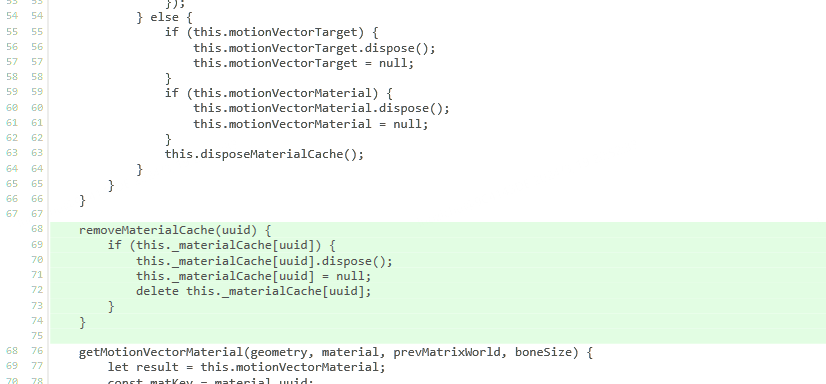 53 53 });
54 54 } else {
55 55 if (this.motionVectorTarget) {
56 56 this.motionVectorTarget.dispose();
57 57 this.motionVectorTarget = null;
58 58 }
59 59 if (this.motionVectorMaterial) {
60 60 this.motionVectorMaterial.dispose();
61 61 this.motionVectorMaterial = null;
62 62 }
63 63 this.disposeMaterialCache();
64 64 }
65 65 }
66 66 }
67 67
68 removeMaterialCache(uuid) {
69 if (this._materialCache[uuid]) {
70 this._materialCache[uuid].dispose();
71 this._materialCache[uuid] = null;
72 delete this._materialCache[uuid];
73 }
74 }
75
68 76 getMotionVectorMaterial(geometry, material, prevMatrixWorld, boneSize) {
69 77 let result = this.motionVectorMaterial;
70 78 const matKey = material.uuid;